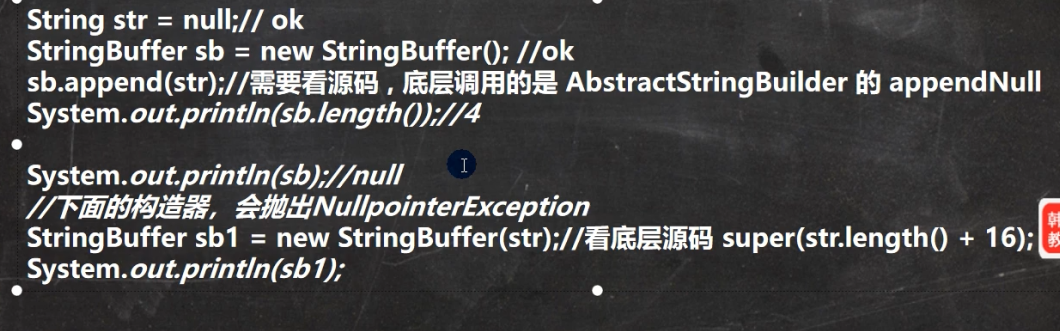 String str = null;// ok
StringBuffer sb = new StringBuffer(); //ok
sb.append(str);//需要看源码，底层调用的是 AbstractStringBuilder 的 appendNull
System.out.println(sb.length());//4
System.out.println(sb);//null
//下面的构造器，会抛出NullpointerException
StringBuffer sb1 = new StringBuffer(str);//看底层源码 super(str.length() + 16);
System.out.println(sb1);
韩
教